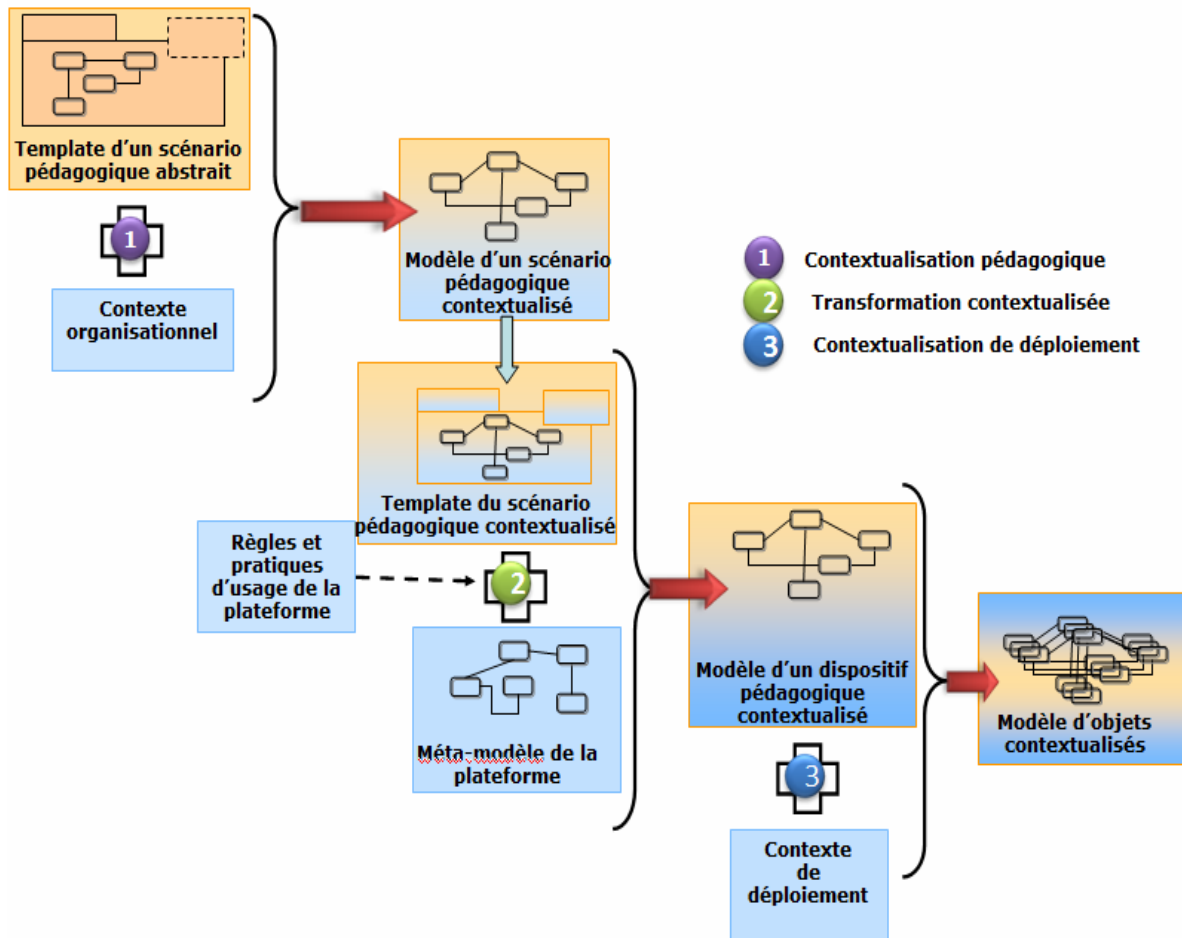 Template d'un scénario
pédagogique abstrait
1
Contexte
organisationnel
Modèle d'un scénario
pédagogique
contextualisé
1 Contextualisation pédagogique
2 Transformation contextualisée
3 Contextualisation de déploiement
Template du scénario
pédagogique contextualisé
Règles et
pratiques
d'usage de la
plateforme
2
Méta-modèle de la
plateforme
Modèle d'un dispositif
pédagogique
contextualisé
3
Contexte
de
déploiement
Modèle d'objets
contextualisés